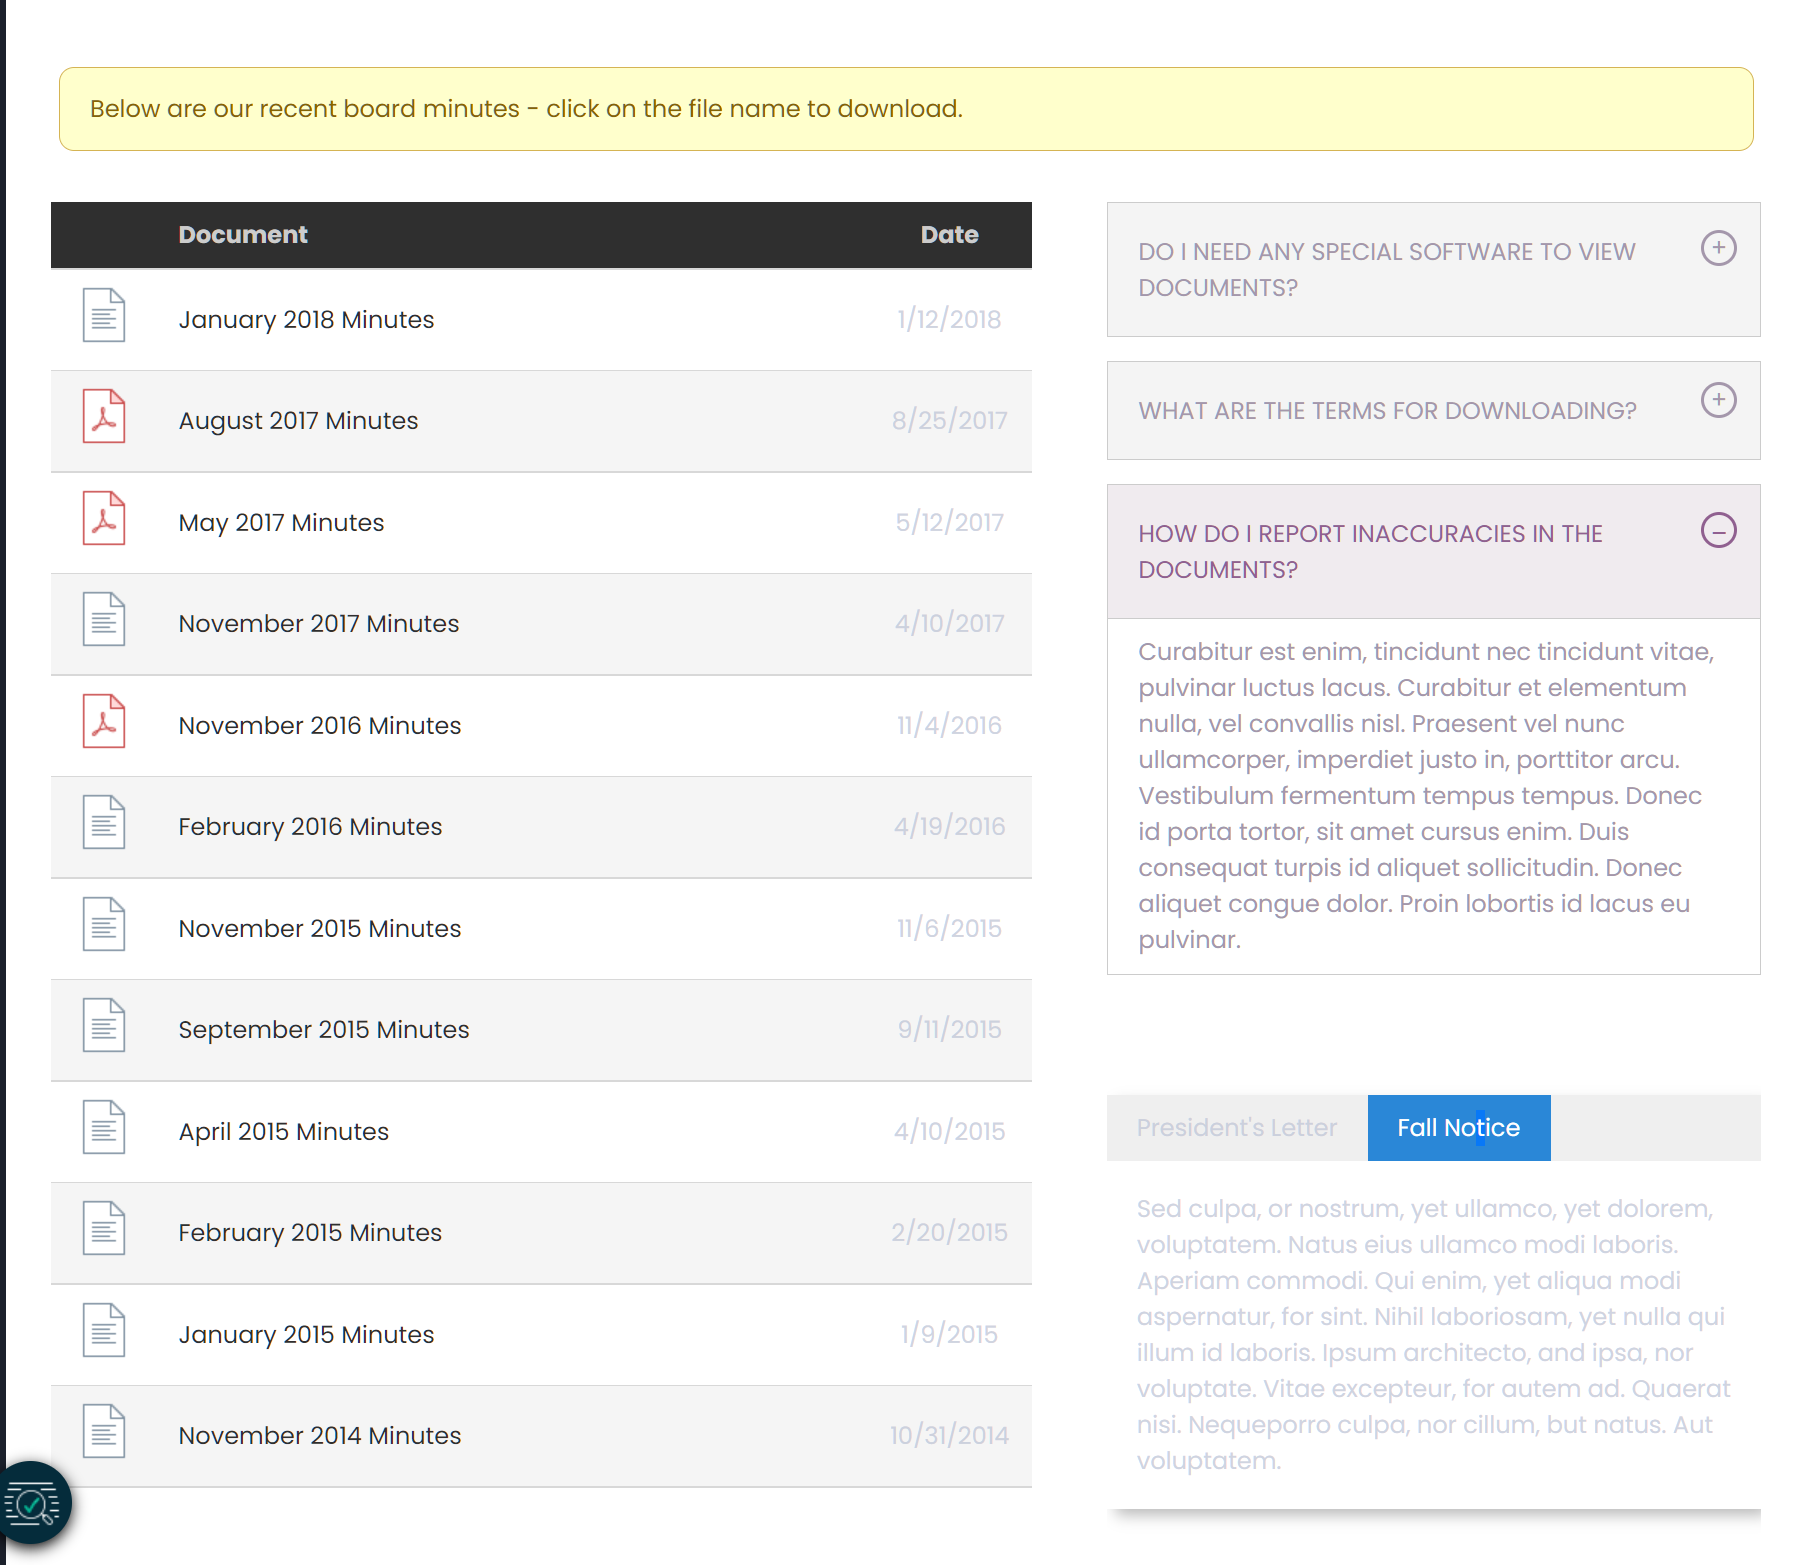 Below are our recent board minutes - click on the file name to download.
Document Date
January 2018 Minutes 1/12/2018
August 2017 Minutes 8/25/2017
May 2017 Minutes 5/12/2017
November 2017 Minutes 4/10/2017
November 2016 Minutes 11/4/2016
February 2016 Minutes 4/19/2016
November 2015 Minutes 11/6/2015
September 2015 Minutes 9/11/2015
April 2015 Minutes 4/10/2015
February 2015 Minutes 2/20/2015
January 2015 Minutes 1/9/2015
November 2014 Minutes 10/31/2014
DO I NEED ANY SPECIAL SOFTWARE TO VIEW
DOCUMENTS?
WHAT ARE THE TERMS FOR DOWNLOADING?
HOW DO I REPORT INACCURACIES IN THE
DOCUMENTS?
Curabitur est enim, tincidunt nec tincidunt vitae,
pulvinar luctus lacus. Curabitur et elementum
nulla, vel convallis nisl. Praesent vel nunc
ullamcorper, imperdiet justo in, porttitor arcu.
Vestibulum fermentum tempus tempus. Donec
id porta tortor, sit amet cursus enim. Duis
consequat turpis id aliquet sollicitudin. Donec
aliquet congue dolor. Proin lobortis id lacus eu
pulvinar.
President's Letter Fall Notice
Sed culpa, or nostrum, yet ullamco, yet dolorem,
voluptatem. Natus eius ullamco modi laboris.
Aperiam commodi. Qui enim, yet aliqua modi
aspernatur, for sint. Nihil laboriosam, yet nulla qui
illum id laboris. Ipsum architecto, and ipsa, nor
voluptate. Vitae excepteur, for autem ad. Quaerat
nisi. Nequeporro culpa, nor cillum, but natus. Aut
voluptatem.